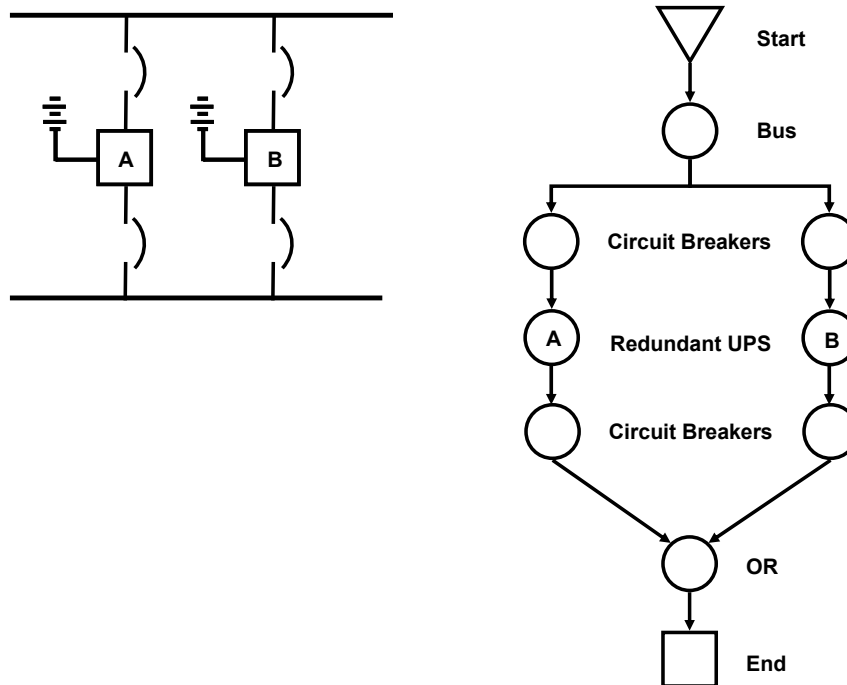 A
B
Start
Bus
Circuit Breakers
A
Redundant UPS
B
Circuit Breakers
OR
End